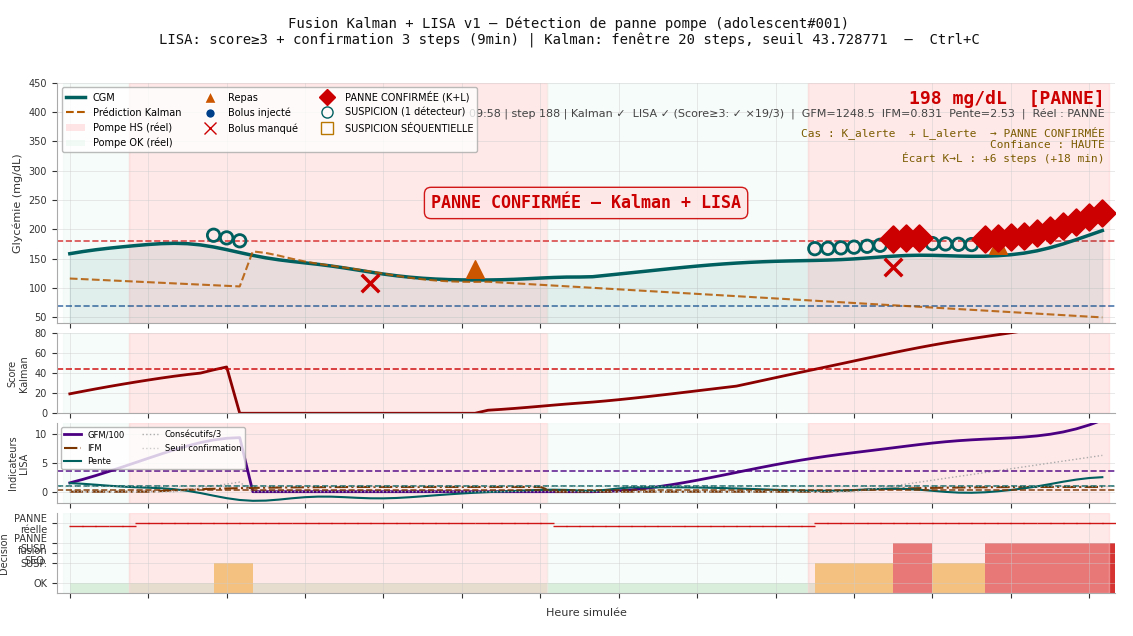 Fusion Kalman + LISA v1 — Détection de panne pompe (adolescent#001)
LISA: score≥3 + confirmation 3 steps (9min) | Kalman: fenêtre 20 steps, seuil 43.728771 — Ctrl+C
Glycémie (mg/dL)
450
400
350
300
250
200
150
100
50
CGM
Prédiction Kalman
Pompe HS (réel)
Pompe OK (réel)
Repas
Bolus injecté
Bolus manqué
PANNE CONFIRMÉE (K+L)
SUSPICION (1 détecteur)
SUSPICION SÉQUENTIELLE
198 mg/dL [PANNE]
09:58 | step 188 | Kalman ✓ LISA ✓ (Score≥3: ✓ ×19/3) | GFM=1248.5 IFM=0.831 Pente=2.53 | Réel : PANNE
Cas : K_alerte + L_alerte → PANNE CONFIRMÉE
Confiance : HAUTE
Écart K→L : +6 steps (+18 min)
PANNE CONFIRMÉE — Kalman + LISA
Score
Kalman
80
60
40
20
0
Indicateurs
LISA
10
5
0
GFM/100
IFM
Pente
Consécutifs/3
Seuil confirmation
Décision
PANNE
réelle
PANNE
fusion
SUSP.
SEQ.
SUSP.
OK
Heure simulée